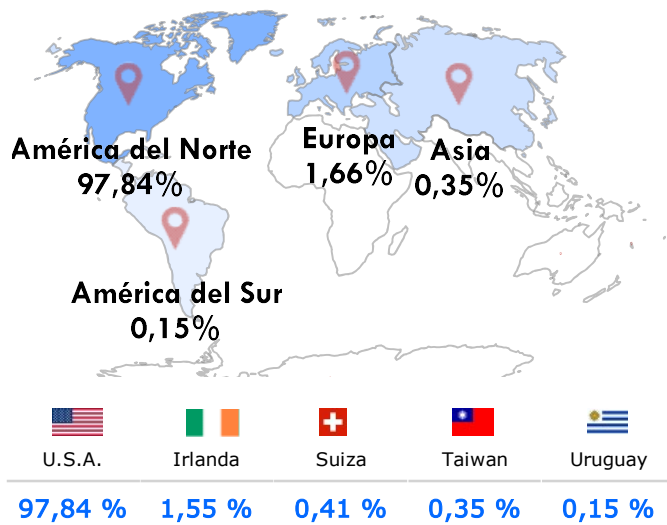 América del Norte
97,84%
Europa
1,66%
Asia
0,35%
América del Sur
0,15%
U.S.A. Irlanda Suiza Taiwan Uruguay
97,84 % 1,55 % 0,41 % 0,35 % 0,15 %